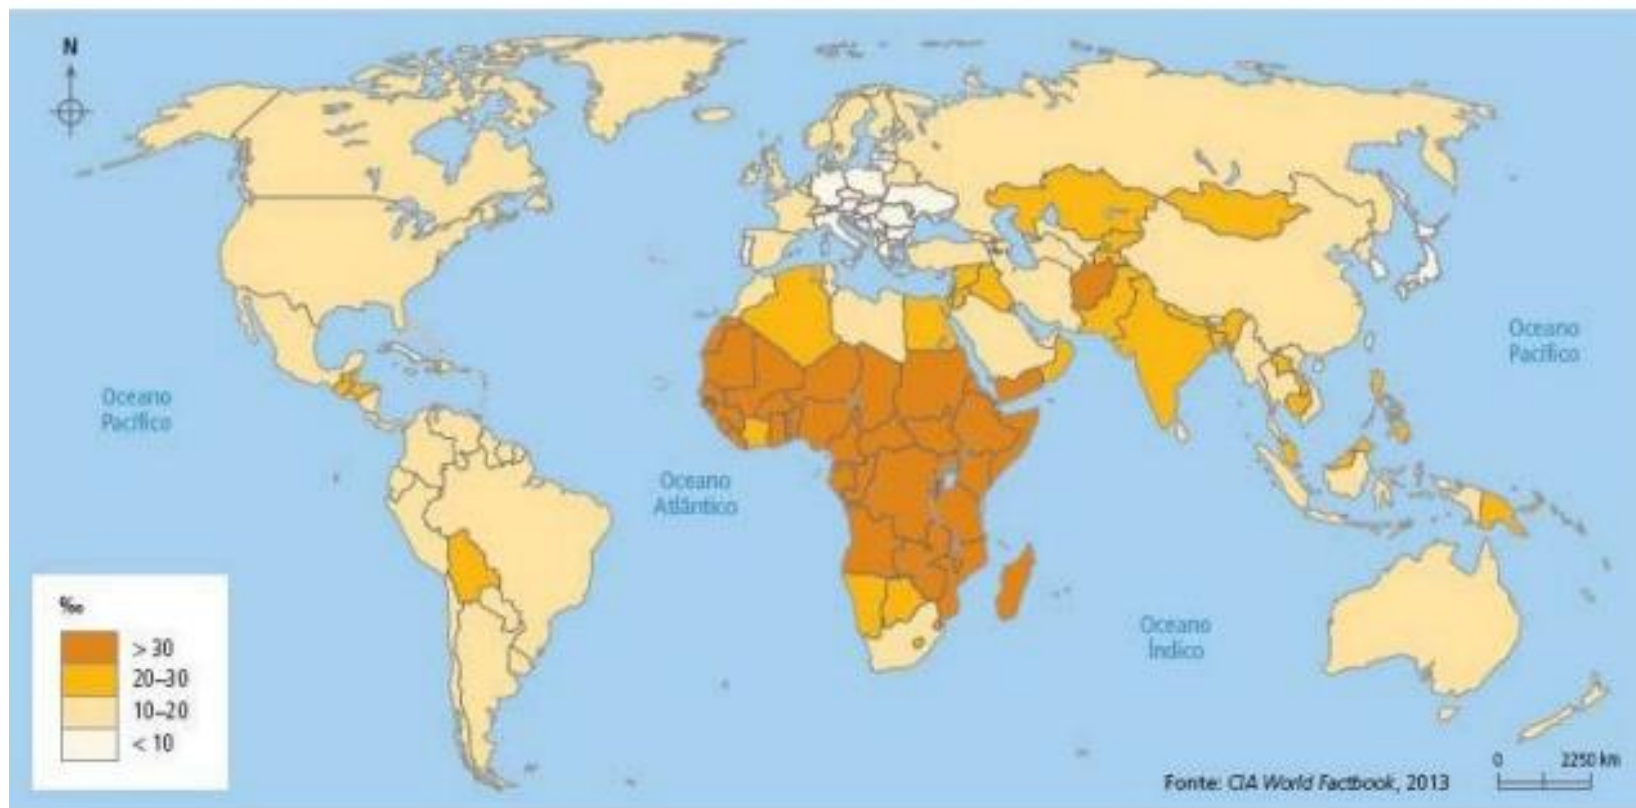 N
Oceano
Pacífico
Oceano
Pacífico
Oceano
Atlântico
Oceano
Índico
‰
> 30
20–30
10–20
< 10
0 2250 km
Fonte: CIA World Factbook, 2013